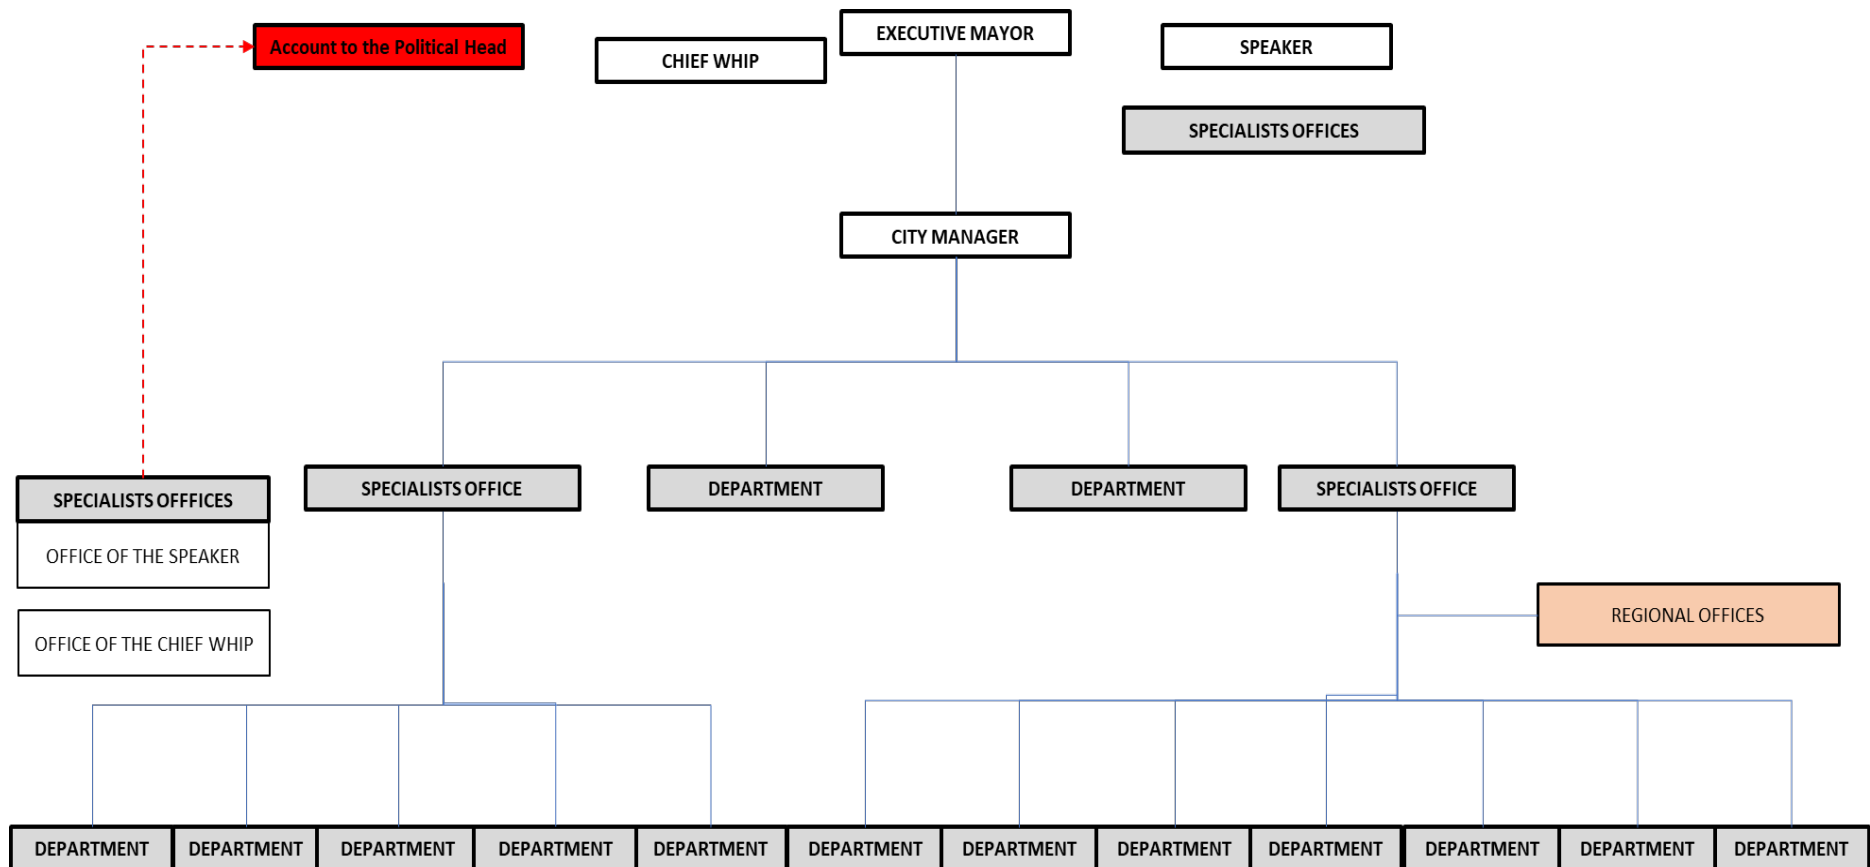 Account to the Political Head
CHIEF WHIP
EXECUTIVE MAYOR
SPEAKER
SPECIALISTS OFFICES
CITY MANAGER
SPECIALISTS OFFFICES
OFFICE OF THE SPEAKER
OFFICE OF THE CHIEF WHIP
SPECIALISTS OFFICE
DEPARTMENT
DEPARTMENT
SPECIALISTS OFFICE
REGIONAL OFFICES
DEPARTMENT
DEPARTMENT
DEPARTMENT
DEPARTMENT
DEPARTMENT
DEPARTMENT
DEPARTMENT
DEPARTMENT
DEPARTMENT
DEPARTMENT
DEPARTMENT
DEPARTMENT